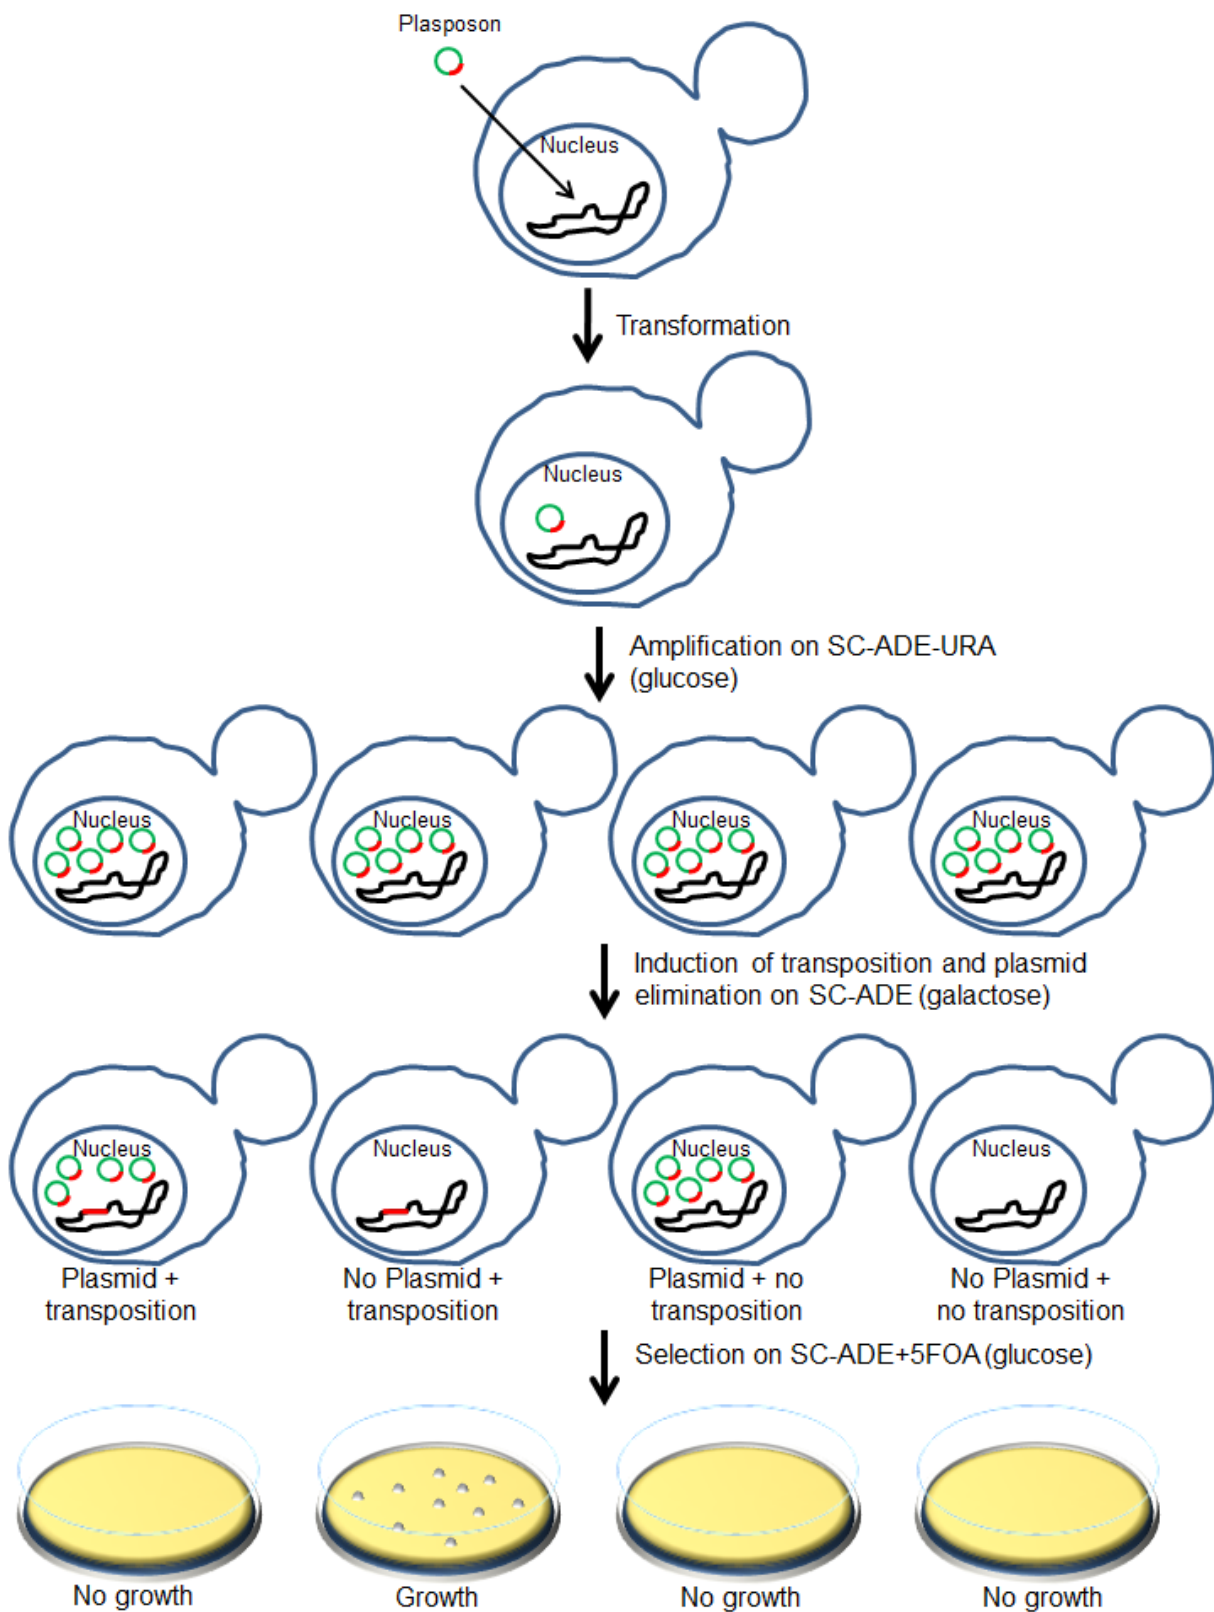 Plasposon
Nucleus
Transformation
Nucleus
Amplification on SC-ADE-URA
(glucose)
Nucleus
Nucleus
Nucleus
Nucleus
Induction of transposition and plasmid
elimination on SC-ADE (galactose)
Nucleus
Nucleus
Nucleus
Nucleus
Plasmid +
transposition
No Plasmid +
transposition
Plasmid + no
transposition
No Plasmid +
no transposition
Selection on SC-ADE+5FOA (glucose)
No growth
Growth
No growth
No growth